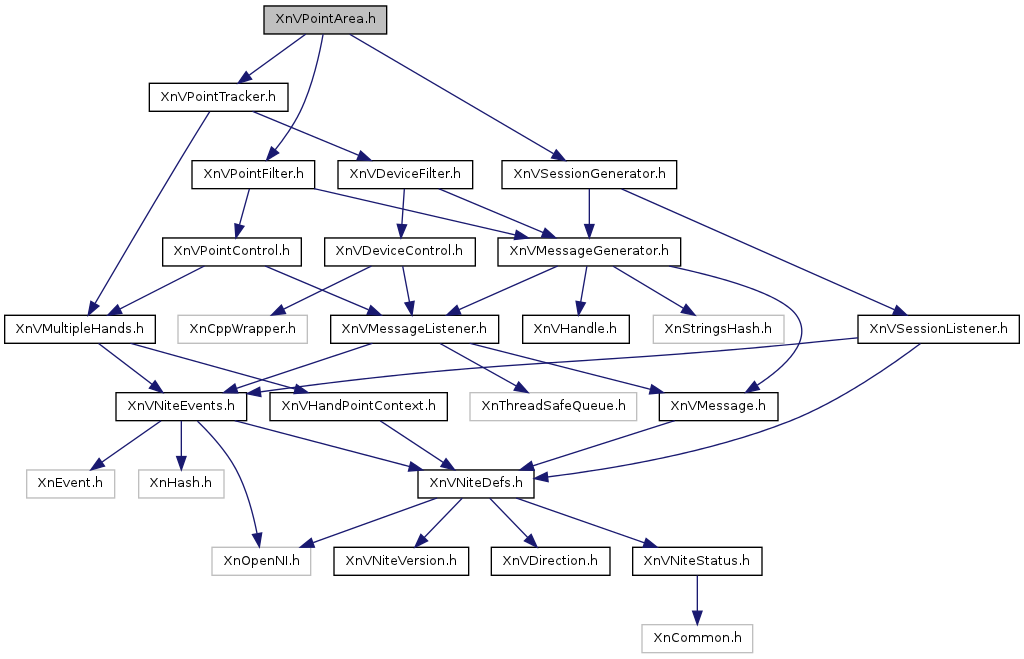 XnVPointArea.h
XnVPointTracker.h
XnVPointFilter.h
XnVDeviceFilter.h
XnVSessionGenerator.h
XnVPointControl.h
XnVDeviceControl.h
XnVMessageGenerator.h
XnVMultipleHands.h
XnCppWrapper.h
XnVMessageListener.h
XnVHandle.h
XnStringsHash.h
XnVSessionListener.h
XnVNiteEvents.h
XnVHandPointContext.h
XnThreadSafeQueue.h
XnVMessage.h
XnEvent.h
XnHash.h
XnVNiteDefs.h
XnOpenNI.h
XnVNiteVersion.h
XnVDirection.h
XnVNiteStatus.h
XnCommon.h